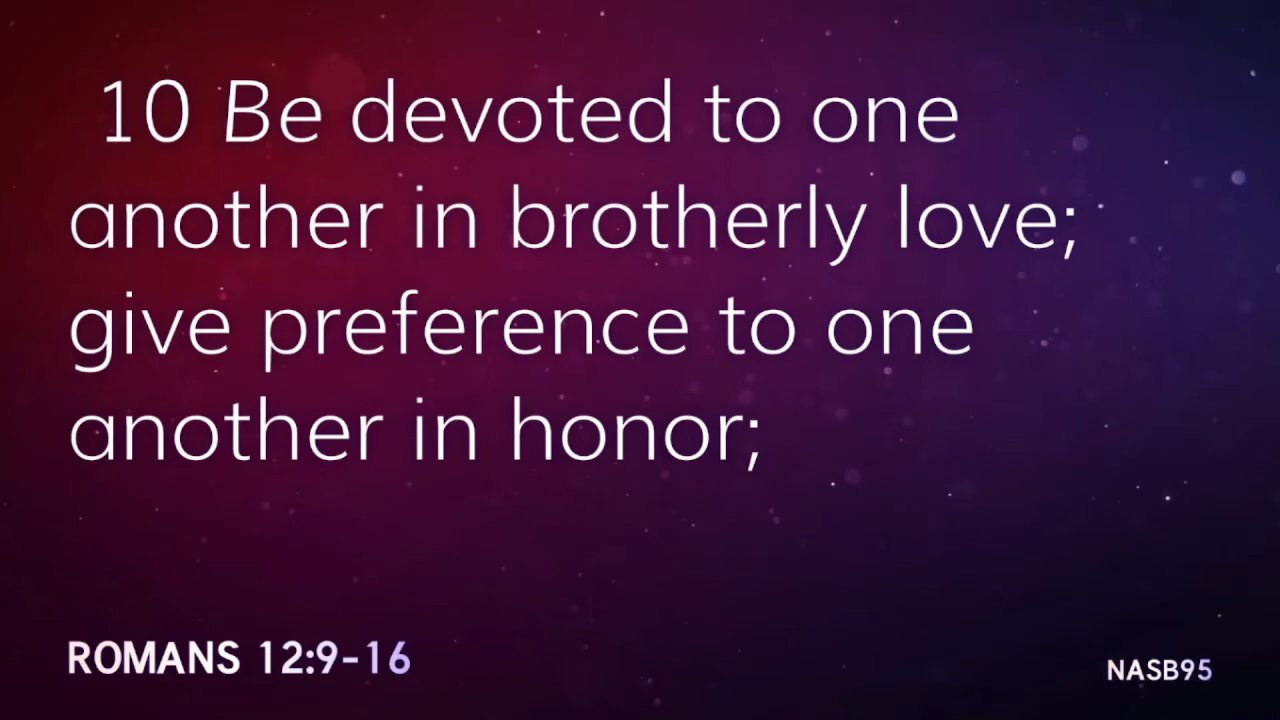 10 Be devoted to one
another in brotherly love;
give preference to one
another in honor;
ROMANS 12:9-16
NASB95